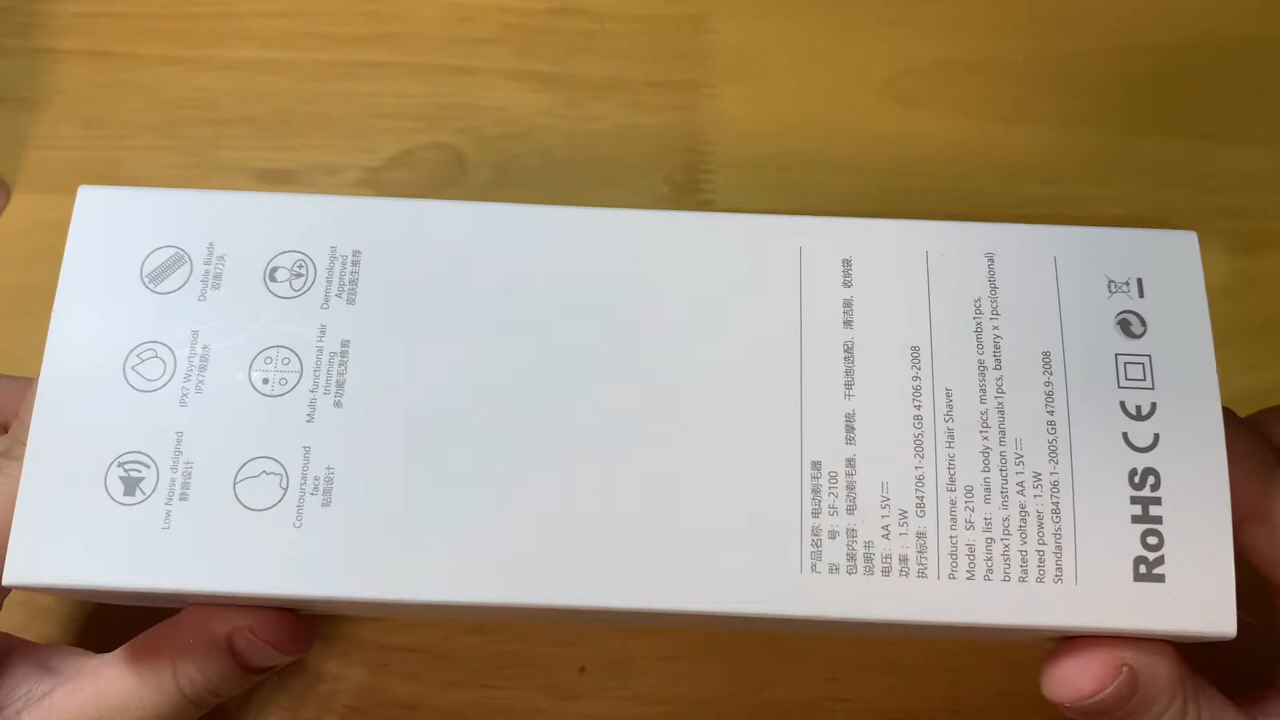 Double Blade
双面刀头
IPX7 Wsyrtproof
IPX7级防水
Low Noise disigned
静音设计
Dermatologist
Approved
皮肤医生推荐
Multi-functional Hair
trimming
多功能毛发修剪
Contoursaround
face
贴面设计
产品名称: 电动剃毛器
型 号: SF-2100
包装内容: 电动剃毛器、按摩梳、干电池(选配)、清洁刷、收纳袋、
说明书
电压: AA 1.5V
功率: 1.5W
执行标准: GB4706.1-2005,GB 4706.9-2008
Product name: Electric Hair Shaver
Model: SF-2100
Packing list: main body x1pcs, massage combx1pcs,
brushx1pcs, instruction manualx1pcs, battery x 1pcs(optional)
Rated voltage: AA 1.5V
Roted power : 1.5W
Standards:GB4706.1-2005,GB 4706.9-2008
RoHS CE